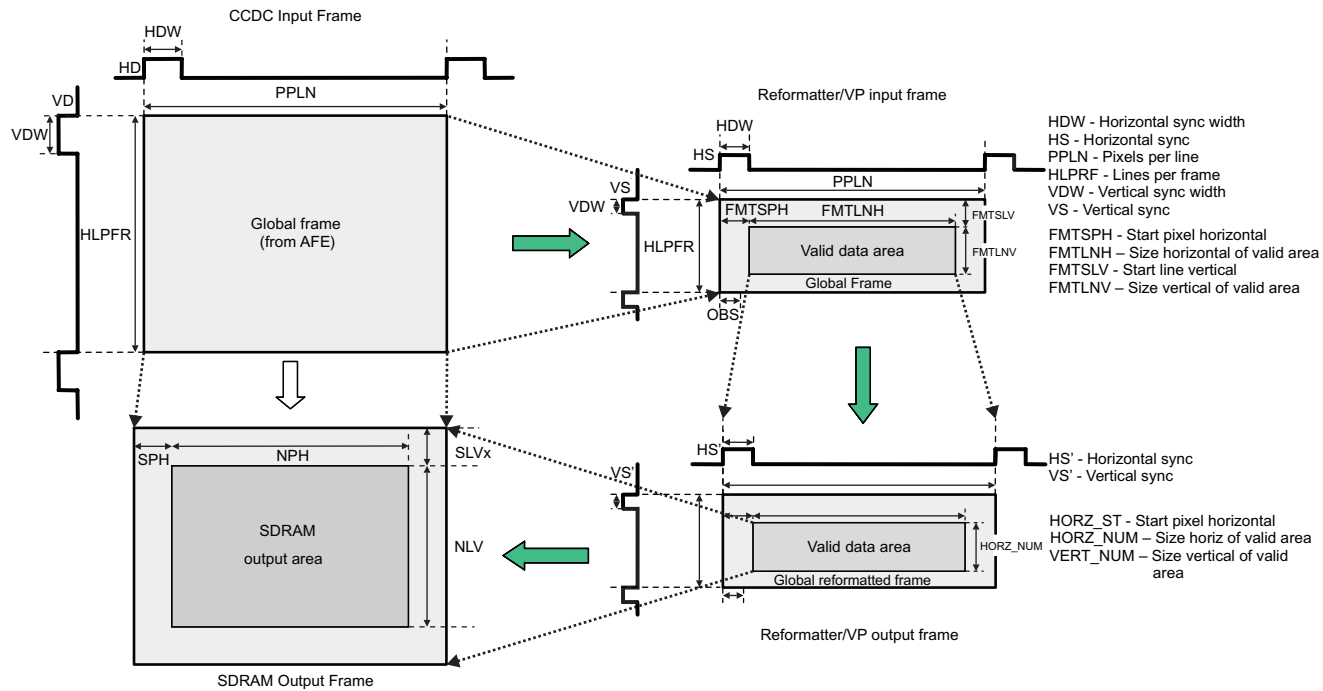 CCDC Input Frame
HDW
HD
PPLN
VD
VDW
HLPFR
Global frame
(from AFE)
Reformatter/VP input frame
HDW
HS
PPLN
VS
VDW
HLPFR
FMTSPH
FMTLNH
FMTSLV
Valid data area
FMTLNV
Global Frame
OBS
HDW - Horizontal sync width
HS - Horizontal sync
PPLN - Pixels per line
HLPRF - Lines per frame
VDW - Vertical sync width
VS - Vertical sync
FMTSPH - Start pixel horizontal
FMTLNH – Size horizontal of valid area
FMTSLV - Start line vertical
FMTLNV – Size vertical of valid area
SPH
NPH
SLVx
SDRAM
output area
NLV
SDRAM Output Frame
HS'
VS'
Valid data area
HORZ_NUM
Global reformatted frame
Reformatter/VP output frame
HS' - Horizontal sync
VS' - Vertical sync
HORZ_ST - Start pixel horizontal
HORZ_NUM – Size horiz of valid area
VERT_NUM – Size vertical of valid
area